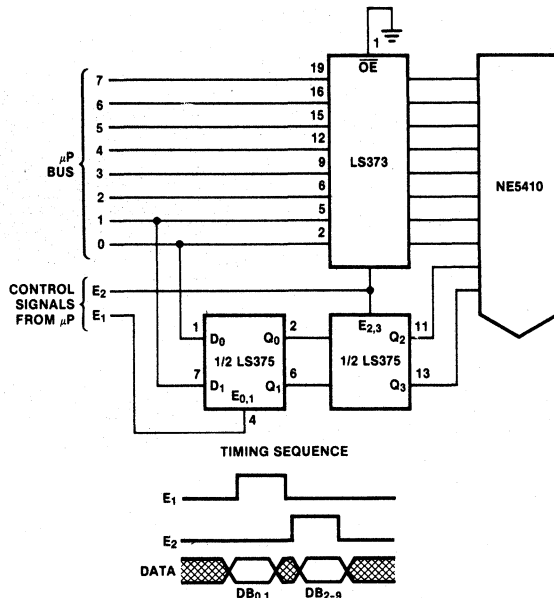 1
OE
7 19
6 16
5 15
4 12
3 9
2 6
1 5
0 2
μP
BUS
LS373
NE5410
CONTROL
SIGNALS
FROM μP
E2
E1
1 D0 Q0 2
1/2 LS375
7 D1 Q1 6
E0,1
4
E2,3
Q2 11
1/2 LS375
Q3 13
TIMING SEQUENCE
E1
E2
DATA
DB0,1 DB2-9